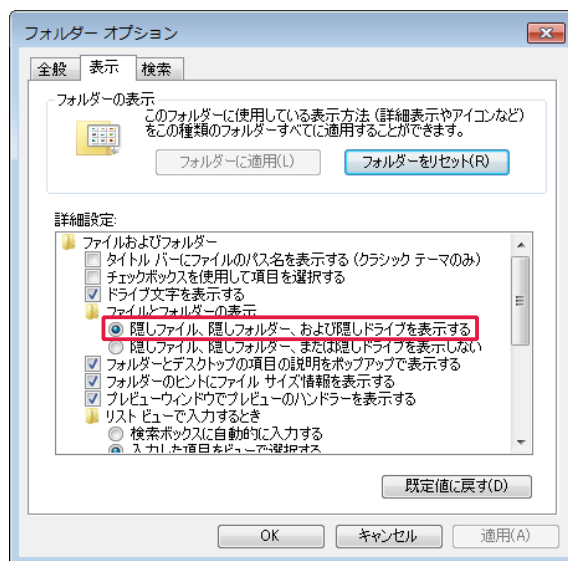 フォルダー オプション
全般 表示 検索
フォルダーの表示
このフォルダーに使用している表示方法 (詳細表示やアイコンなど)
をこの種類のフォルダーすべてに適用することができます。
フォルダーに適用(L) フォルダーをリセット(R)
詳細設定:
ファイルおよびフォルダー
タイトル バーにファイルのパス名を表示する (クラシック テーマのみ)
チェックボックスを使用して項目を選択する
ドライブ文字を表示する
ファイルとフォルダーの表示
隠しファイル、隠しフォルダー、および隠しドライブを表示する
隠しファイル、隠しフォルダー、または隠しドライブを表示しない
フォルダーとデスクトップの項目の説明をポップアップで表示する
フォルダーのヒントにファイル サイズ情報を表示する
プレビューウィンドウでプレビューのハンドラーを表示する
リスト ビューで入力するとき
検索ボックスに自動的に入力する
入力した項目をビューで選択する
既定値に戻す(D)
OK キャンセル 適用(A)